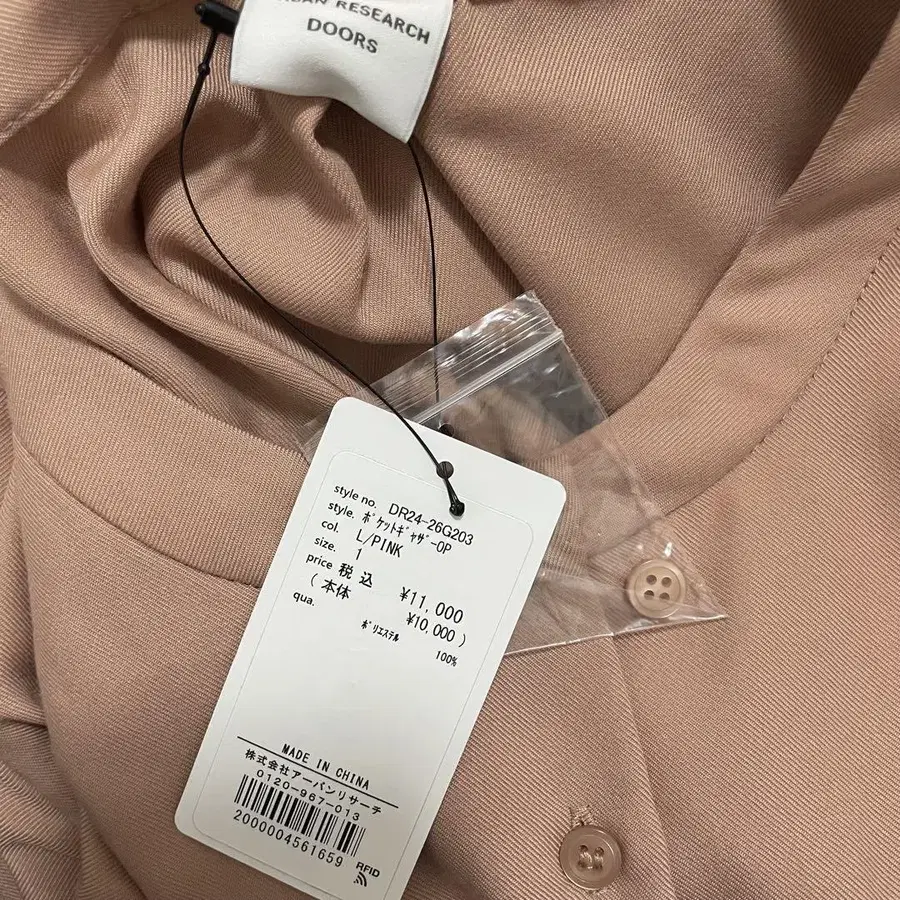 RESEARCH
DOORS
style no. DR24-26G203
style. ﾎﾟｹｯﾄｷﾞｬｻﾞｰOP
col. L/PINK
size. 1
price 税込 ¥11,000
(本体 ¥10,000)
qua.
ﾎﾟﾘｴｽﾃﾙ 100%
MADE IN CHINA
株式会社アーバンリサーチ
0120-967-013
2000004561659
RFID